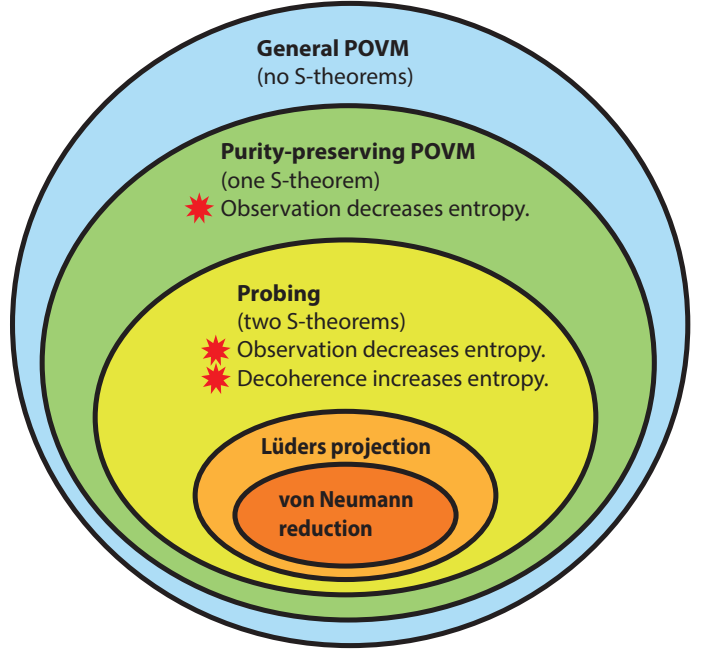 General POVM
(no S-theorems)
Purity-preserving POVM
(one S-theorem)
Observation decreases entropy.
Probing
(two S-theorems)
Observation decreases entropy.
Decoherence increases entropy.
Lüders projection
von Neumann
reduction